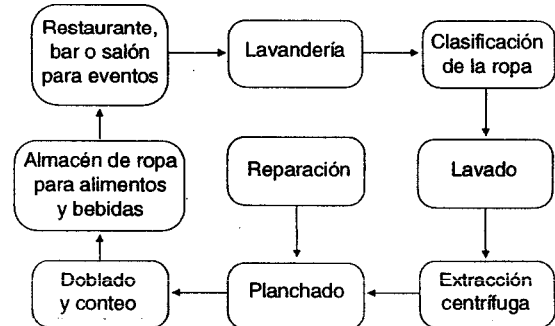 Restaurante,
bar o salón
para eventos
Lavandería
Clasificación
de la ropa
Almacén de ropa
para alimentos
y bebidas
Reparación
Lavado
Doblado
y conteo
Planchado
Extracción
centrífuga